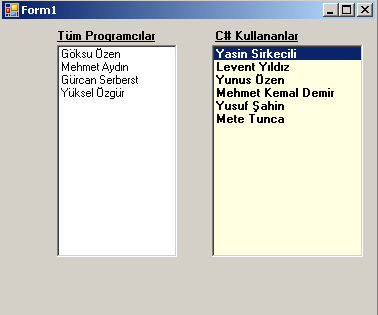 Form1
Tüm Programcılar
Göksu Özen
Mehmet Aydın
Gürcan Serberst
Yüksel Özgür
C# Kullananlar
Yasin Sirkecili
Levent Yıldız
Yunus Özen
Mehmet Kemal Demir
Yusuf Şahin
Mete Tunca